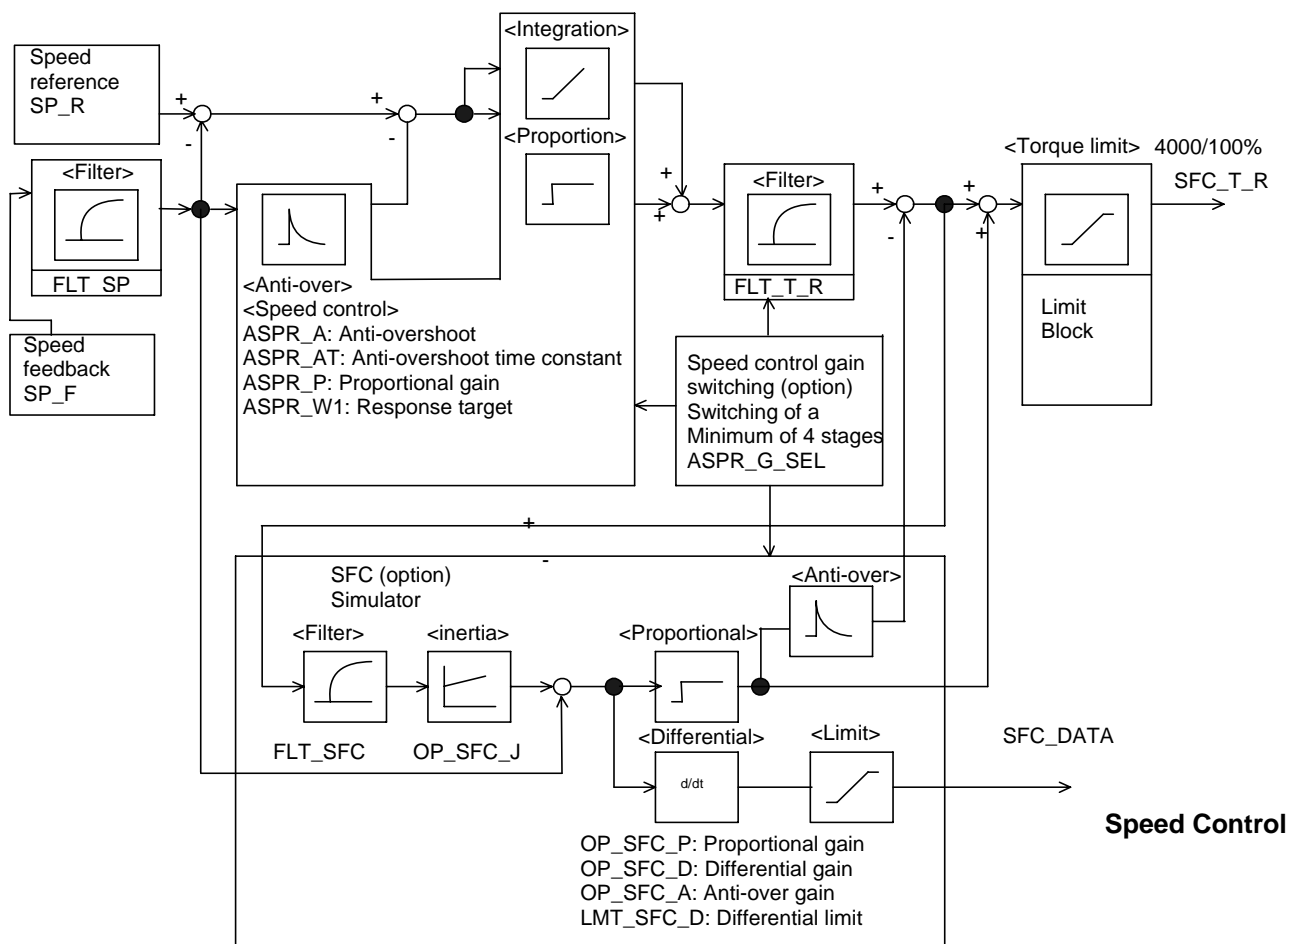 <Integration>
Speed
reference
SP_R
+
-
+
-
<Proportion>
<Torque limit> 4000/100%
SFC_T_R
<Filter>
FLT_SP
<Filter>
FLT_T_R
+
+
+
-
+
+
<Anti-over>
<Speed control>
ASPR_A: Anti-overshoot
ASPR_AT: Anti-overshoot time constant
ASPR_P: Proportional gain
ASPR_W1: Response target
Speed
feedback
SP_F
Speed control gain
switching (option)
Switching of a
Minimum of 4 stages
ASPR_G_SEL
Limit
Block
+
-
SFC (option)
Simulator
<Anti-over>
<Filter>
<inertia>
<Proportional>
FLT_SFC
OP_SFC_J
<Differential>
<Limit>
SFC_DATA
d/dt
Speed Control
OP_SFC_P: Proportional gain
OP_SFC_D: Differential gain
OP_SFC_A: Anti-over gain
LMT_SFC_D: Differential limit